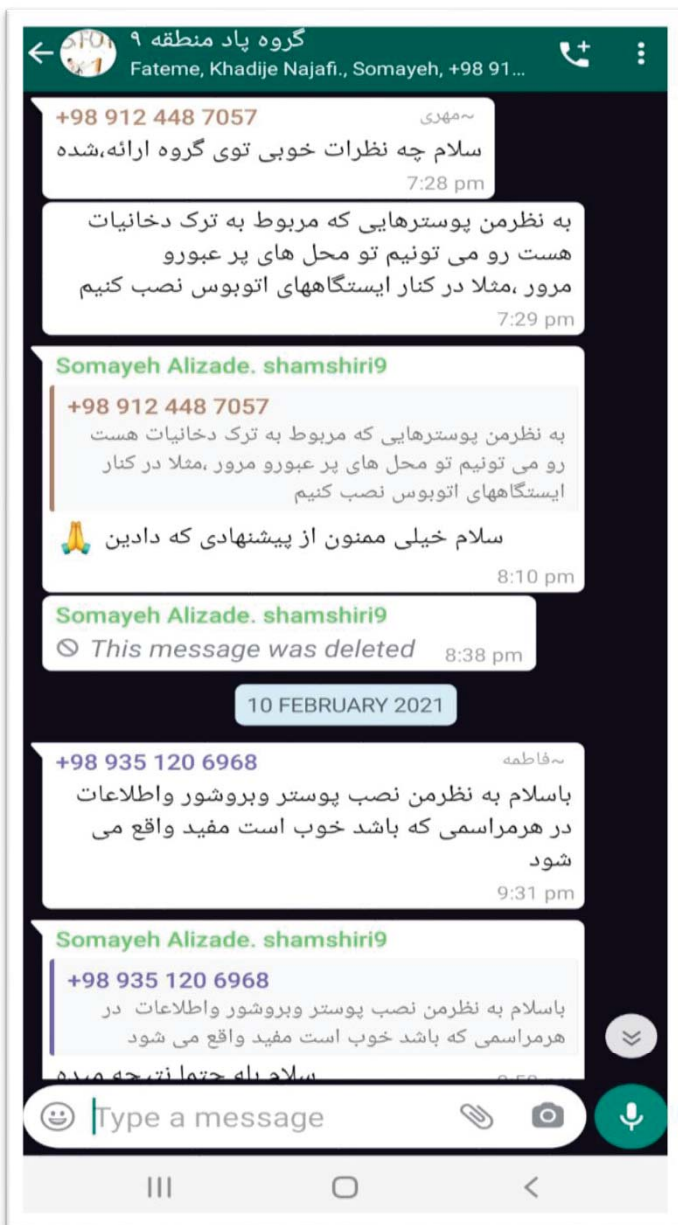 گروه پاد منطقه ۹
Fateme, Khadije Najafi., Somayeh, +98 91...
+98 912 448 7057 ~مهری
سلام چه نظرات خوبی توی گروه ارائه،شده
7:28 pm
به نظرمن پوسترهایی که مربوط به ترک دخانیات
هست رو می تونیم تو محل های پر عبورو
مرور ،مثلا در کنار ایستگاههای اتوبوس نصب کنیم
7:29 pm
Somayeh Alizade. shamshiri9
+98 912 448 7057
به نظرمن پوسترهایی که مربوط به ترک دخانیات هست
رو می تونیم تو محل های پر عبورو مرور ،مثلا در کنار
ایستگاههای اتوبوس نصب کنیم
سلام خیلی ممنون از پیشنهادی که دادین 🙏
8:10 pm
Somayeh Alizade. shamshiri9
This message was deleted 8:38 pm
10 FEBRUARY 2021
+98 935 120 6968 ~فاطمه
باسلام به نظرمن نصب پوستر وبروشور واطلاعات
در هرمراسمی که باشد خوب است مفید واقع می
شود
9:31 pm
Somayeh Alizade. shamshiri9
+98 935 120 6968
باسلام به نظرمن نصب پوستر وبروشور واطلاعات در
هرمراسمی که باشد خوب است مفید واقع می شود
سلام بله حتما نتیجه میده
Type a message